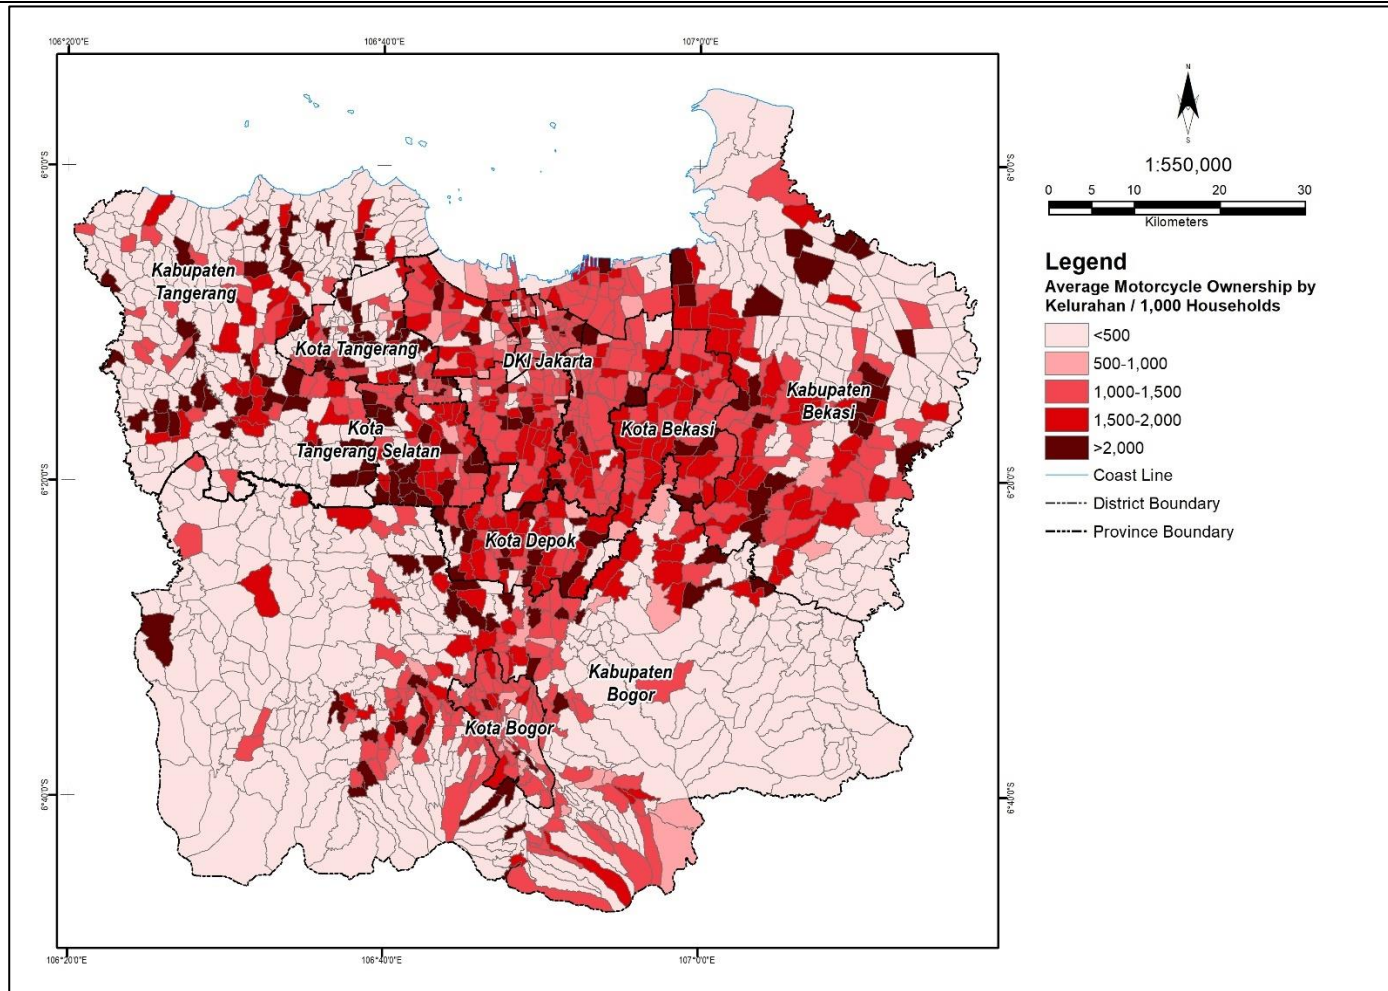 106°20'0"E
106°40'0"E
107°0'0"E
N
S
1:550,000
0 5 10 20 30
Kilometers
Legend
Average Motorcycle Ownership by
Kelurahan / 1,000 Households
<500
500-1,000
1,000-1,500
1,500-2,000
>2,000
Coast Line
District Boundary
Province Boundary
6°0'0"S
6°0'0"S
Kabupaten
Tangerang
Kota Tangerang
DKI Jakarta
Kabupaten
Bekasi
Kota
Tangerang Selatan
Kota Bekasi
6°20'0"S
6°20'0"S
Kota Depok
Kabupaten
Bogor
Kota Bogor
6°40'0"S
6°40'0"S
106°20'0"E
106°40'0"E
107°0'0"E